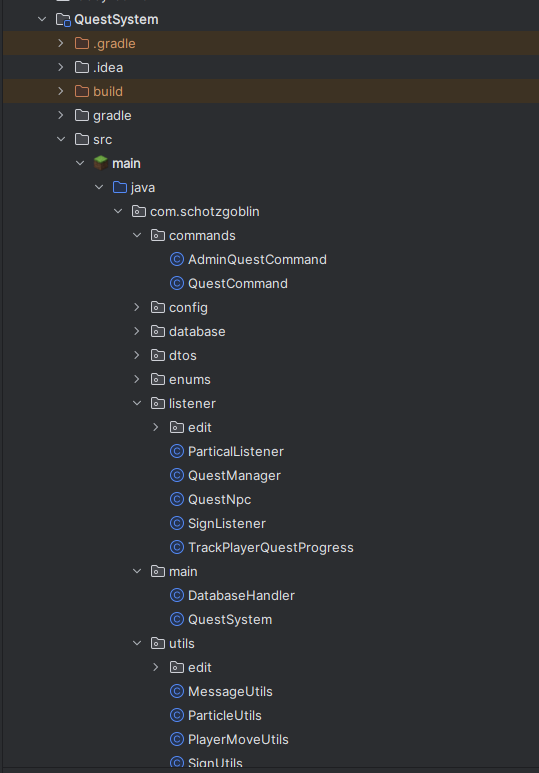 QuestSystem
.gradle
.idea
build
gradle
src
main
java
com.schotzgoblin
commands
AdminQuestCommand
QuestCommand
config
database
dtos
enums
listener
edit
ParticalListener
QuestManager
QuestNpc
SignListener
TrackPlayerQuestProgress
main
DatabaseHandler
QuestSystem
utils
edit
MessageUtils
ParticleUtils
PlayerMoveUtils
SignUtils